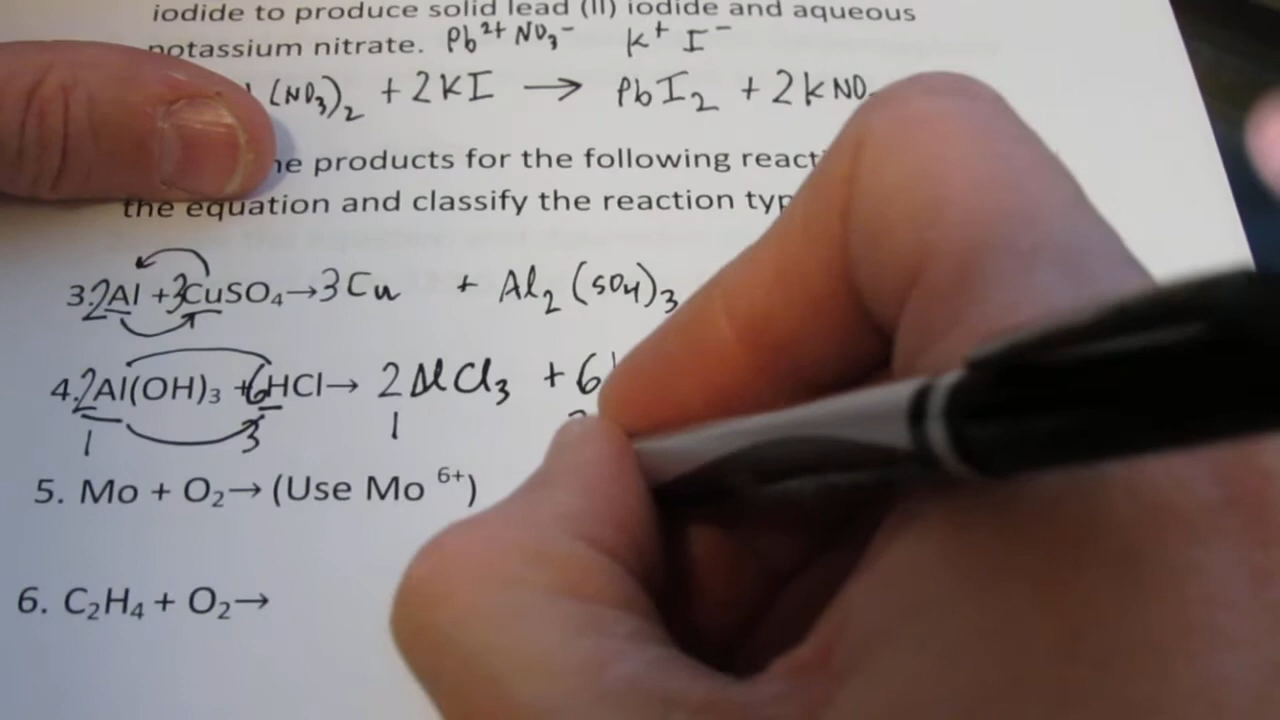 iodide to produce solid lead (II) iodide and aqueous
potassium nitrate. Pb²⁺ NO₃⁻ K⁺ I⁻
(NO₃)₂ + 2KI → PbI₂ + 2KNO
products for the following
the equation and classify the reaction
3. 2Al + 3CuSO₄ → 3Cu + Al₂(SO₄)₃
4. 2Al(OH)₃ + 6HCl → 2AlCl₃ + 6
1 3 1
5. Mo + O₂ → (Use Mo ⁶⁺)
6. C₂H₄ + O₂ →